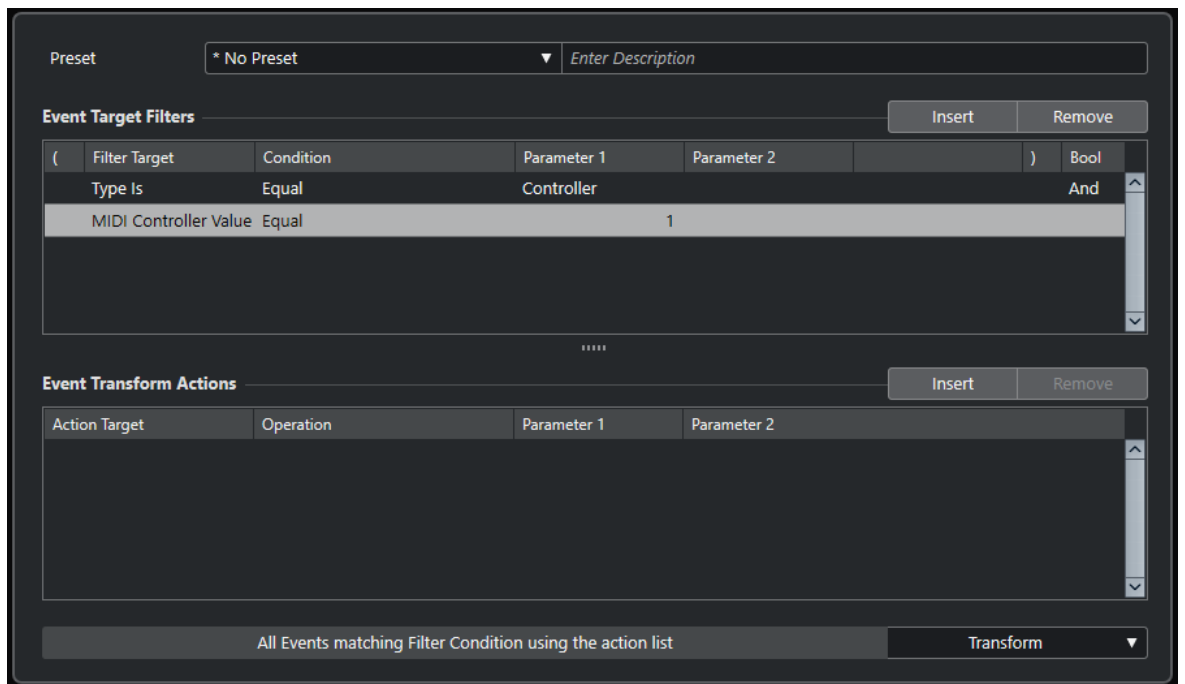 Preset * No Preset Enter Description
Event Target Filters Insert Remove
( Filter Target Condition Parameter 1 Parameter 2 ) Bool
Type Is Equal Controller And
MIDI Controller Value Equal 1
Event Transform Actions Insert Remove
Action Target Operation Parameter 1 Parameter 2
All Events matching Filter Condition using the action list Transform